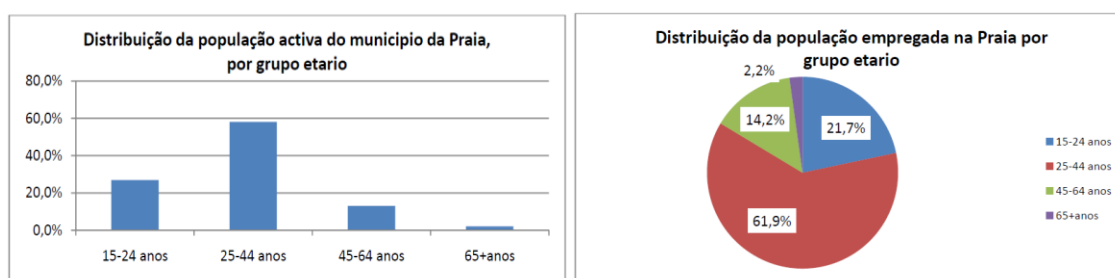 Distribuição da população activa do municipio da Praia,
por grupo etario
80,0%
60,0%
40,0%
20,0%
0,0%
15-24 anos 25-44 anos 45-64 anos 65+anos
Distribuição da população empregada na Praia por
grupo etario
2,2%
14,2%
21,7%
61,9%
15-24 anos
25-44 anos
45-64 anos
65+anos